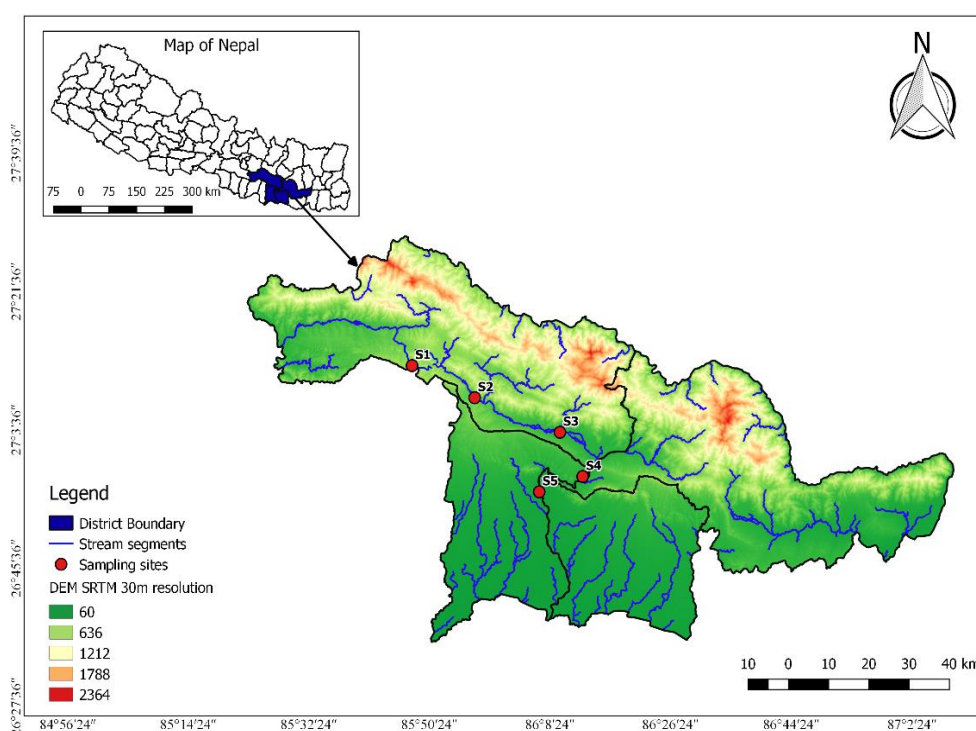 Map of Nepal
75 0 75 150 225 300 km
N
27°39'36"
27°21'36"
27°3'36"
26°45'36"
26°27'36"
S1
S2
S3
S4
S5
Legend
District Boundary
Stream segments
Sampling sites
DEM SRTM 30m resolution
60
636
1212
1788
2364
10 0 10 20 30 40 km
84°56'24" 85°14'24" 85°32'24" 85°50'24" 86°8'24" 86°26'24" 86°44'24" 87°2'24"